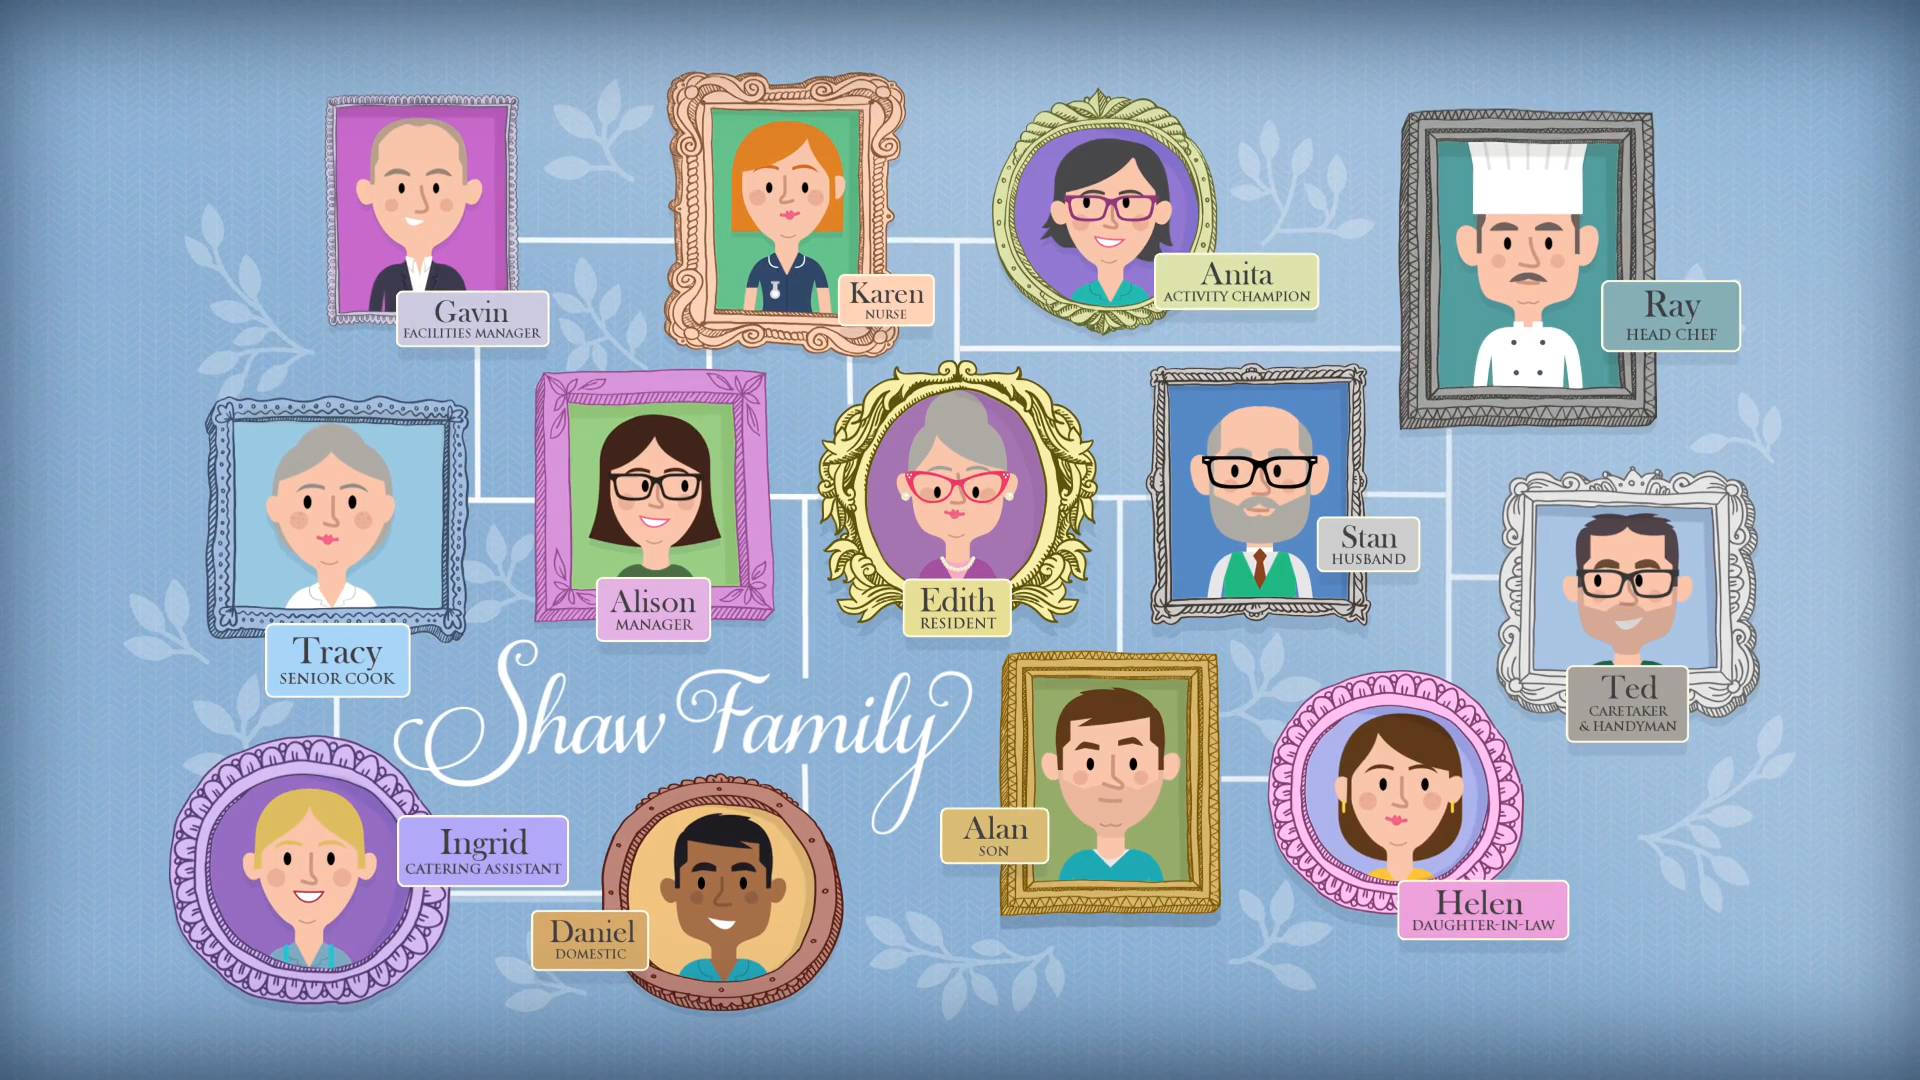 Gavin
FACILITIES MANAGER
Karen
NURSE
Anita
ACTIVITY CHAMPION
Ray
HEAD CHEF
Tracy
SENIOR COOK
Alison
MANAGER
Edith
RESIDENT
Stan
HUSBAND
Ted
CARETAKER
& HANDYMAN
Shaw Family
Ingrid
CATERING ASSISTANT
Daniel
DOMESTIC
Alan
SON
Helen
DAUGHTER-IN-LAW